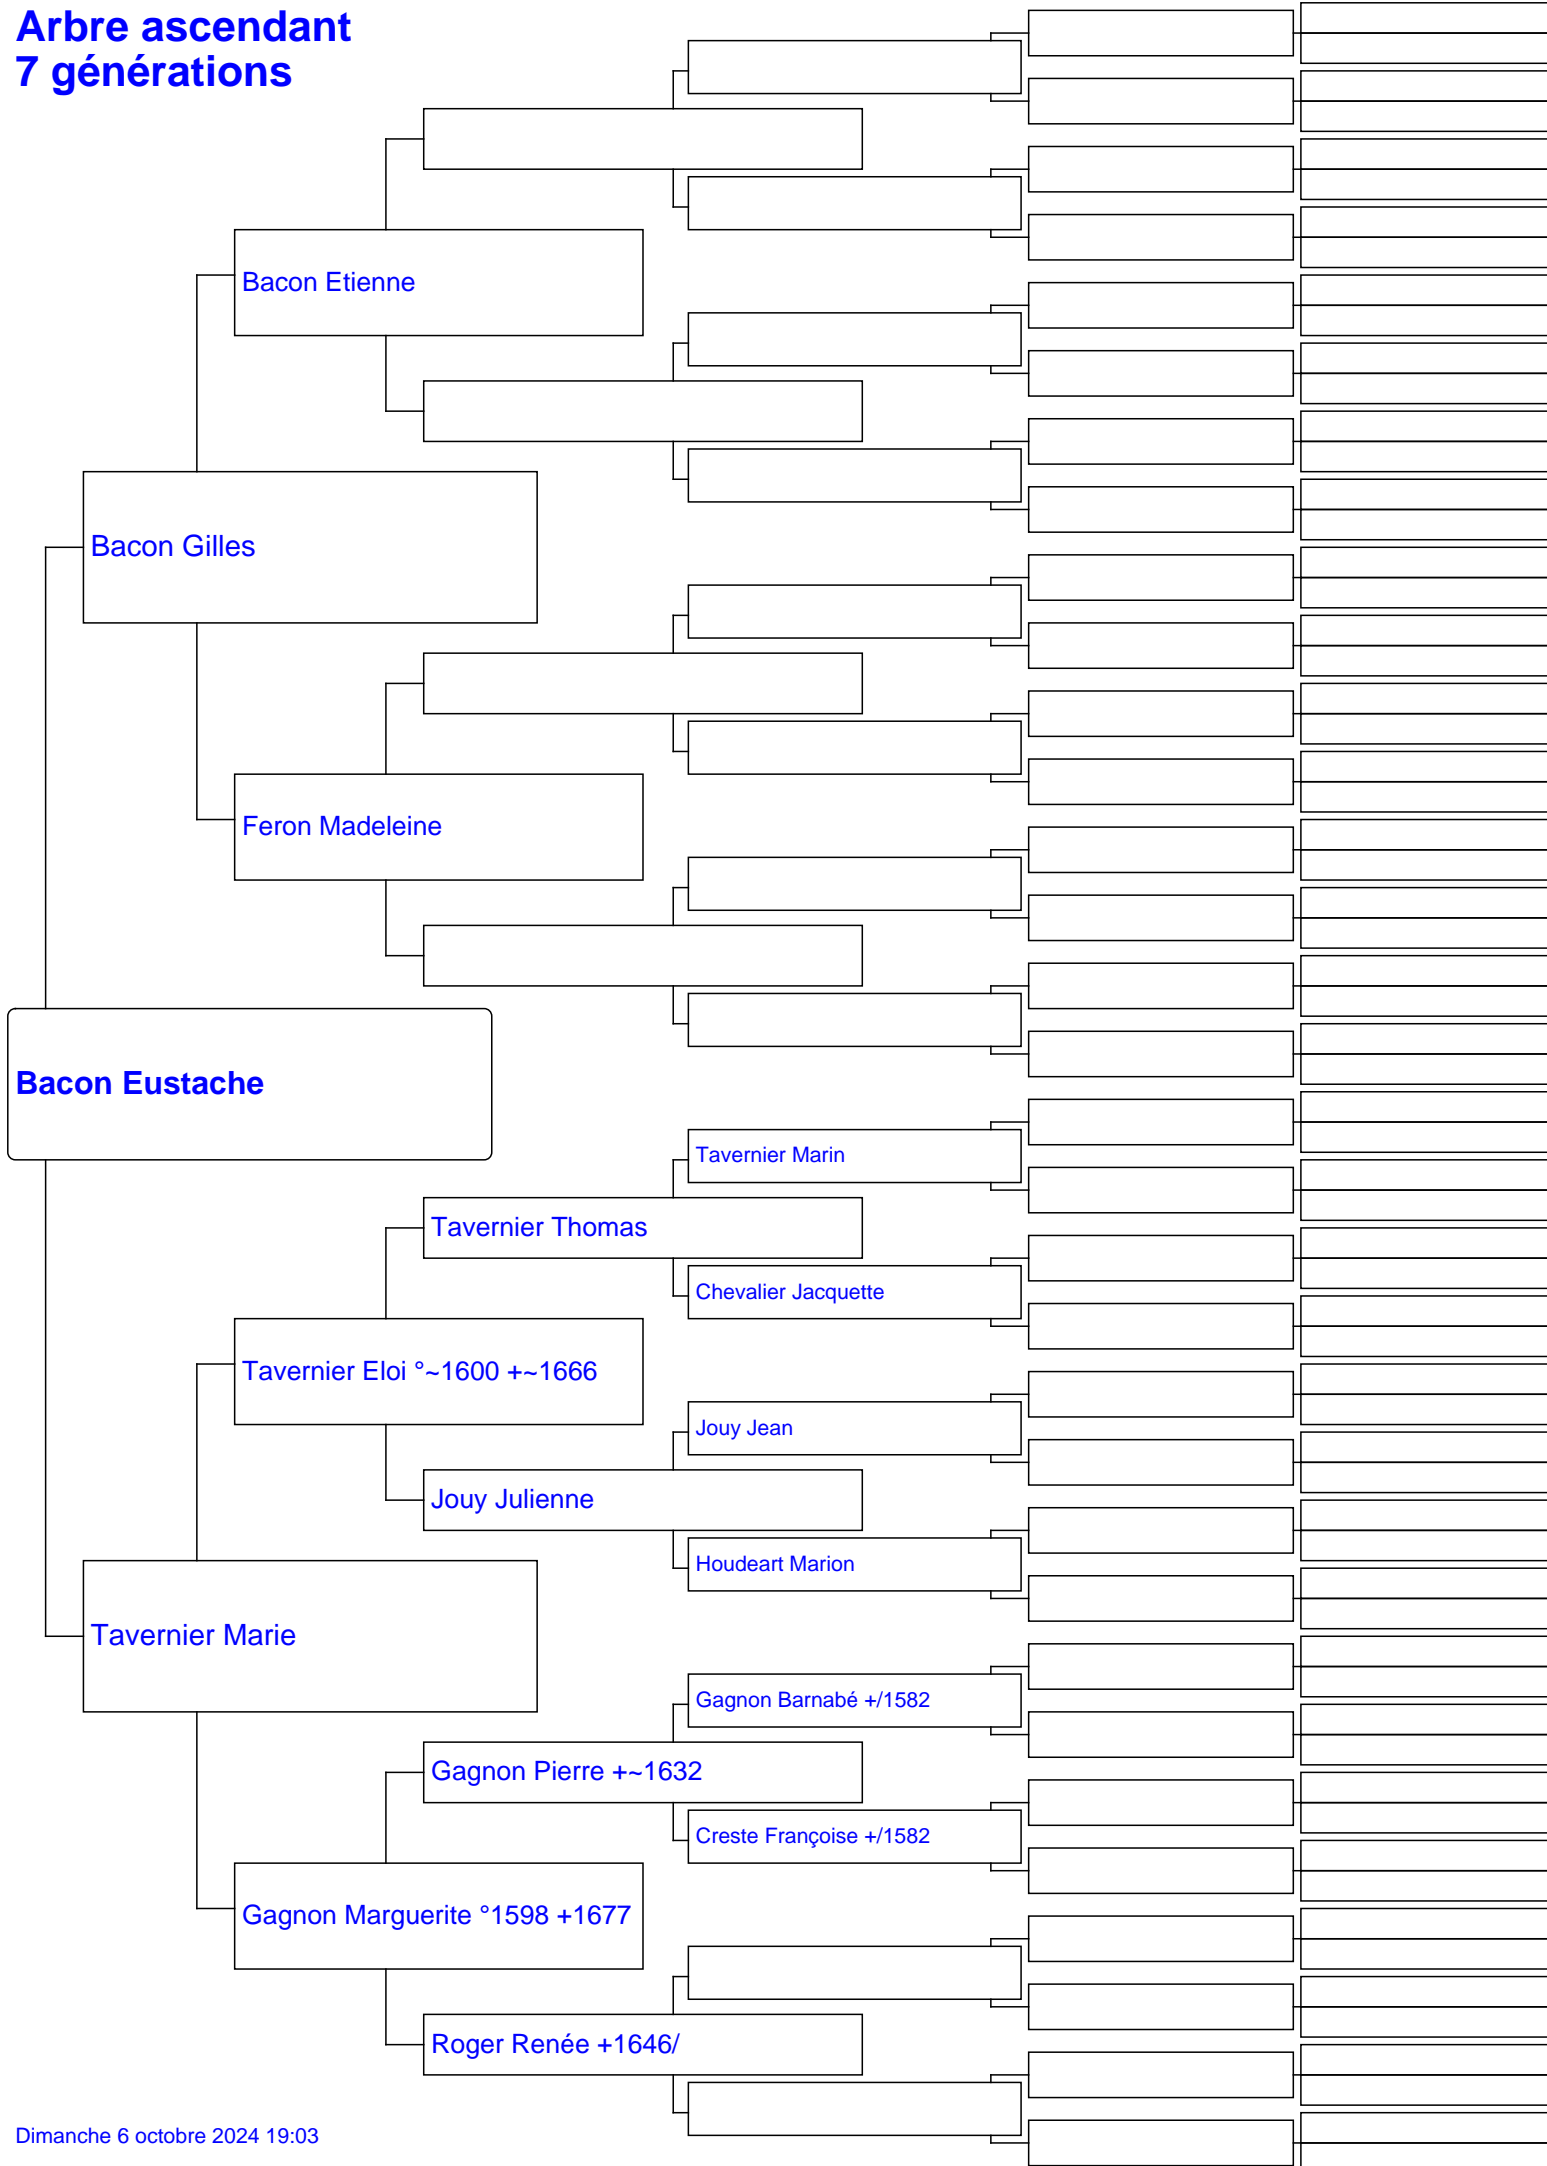 Arbre ascendant
7 générations
Bacon Etienne
Bacon Gilles
Feron Madeleine
Bacon Eustache
Tavernier Marin
Tavernier Thomas
Chevalier Jacquette
Tavernier Eloi °~1600 +~1666
Jouy Jean
Jouy Julienne
Houdeart Marion
Tavernier Marie
Gagnon Barnabé +/1582
Gagnon Pierre +~1632
Creste Françoise +/1582
Gagnon Marguerite °1598 +1677
Roger Renée +1646/
Dimanche 6 octobre 2024 19:03